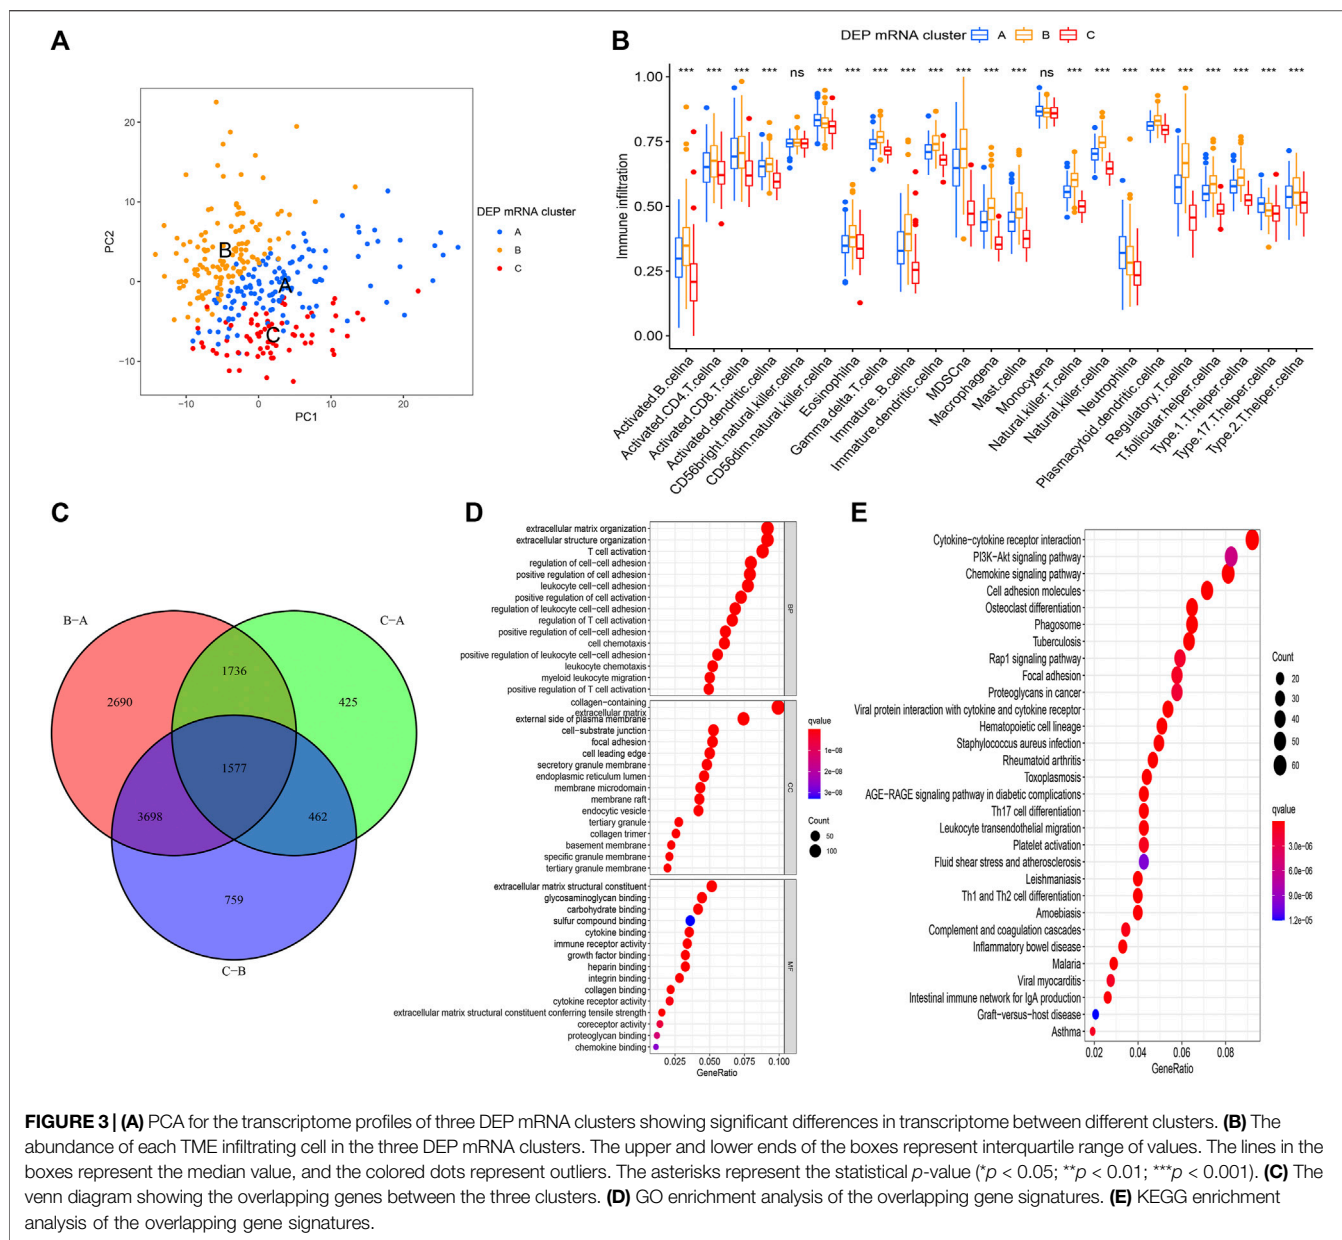 A
20
10
0
−10
PC2
−10
0
10
20
PC1
B
A
C
DEP mRNA cluster
A
B
C
B
DEP mRNA cluster A B C
*** *** *** *** ns *** *** *** *** *** *** *** *** ns *** *** *** *** *** *** *** *** ***
1.00
0.75
0.50
0.25
0.00
Immune infiltration
Activated.B.cellna
Activated.CD4.T.cellna
Activated.CD8.T.cellna
Activated.dendritic.cellna
CD56bright.natural.killer.cellna
CD56dim.natural.killer.cellna
Eosinophilna
Gamma.delta.T.cellna
Immature..B.cellna
Immature.dendritic.cellna
MDSCna
Macrophagena
Mast.cellna
Monocytena
Natural.killer.T.cellna
Natural.killer.cellna
Neutrophilna
Plasmacytoid.dendritic.cellna
Regulatory.T.cellna
T.follicular.helper.cellna
Type.1.T.helper.cellna
Type.17.T.helper.cellna
Type.2.T.helper.cellna
C
B−A
C−A
1736
2690
425
1577
3698
462
759
C−B
D
extracellular matrix organization
extracellular structure organization
T cell activation
regulation of cell−cell adhesion
positive regulation of cell adhesion
leukocyte cell−cell adhesion
positive regulation of cell activation
regulation of leukocyte cell−cell adhesion
regulation of T cell activation
positive regulation of cell−cell adhesion
cell chemotaxis
positive regulation of leukocyte cell−cell adhesion
leukocyte chemotaxis
myeloid leukocyte migration
positive regulation of T cell activation
BP
collagen−containing
extracellular matrix
external side of plasma membrane
cell−substrate junction
focal adhesion
cell leading edge
secretory granule membrane
endoplasmic reticulum lumen
membrane microdomain
membrane raft
endocytic vesicle
tertiary granule
collagen trimer
basement membrane
specific granule membrane
tertiary granule membrane
CC
extracellular matrix structural constituent
glycosaminoglycan binding
carbohydrate binding
sulfur compound binding
cytokine binding
immune receptor activity
growth factor binding
heparin binding
integrin binding
collagen binding
cytokine receptor activity
extracellular matrix structural constituent conferring tensile strength
coreceptor activity
proteoglycan binding
chemokine binding
MF
0.025 0.050 0.075 0.100
GeneRatio
qvalue
1e−08
2e−08
3e−08
Count
50
100
E
Cytokine−cytokine receptor interaction
PI3K−Akt signaling pathway
Chemokine signaling pathway
Cell adhesion molecules
Osteoclast differentiation
Phagosome
Tuberculosis
Rap1 signaling pathway
Focal adhesion
Proteoglycans in cancer
Viral protein interaction with cytokine and cytokine receptor
Hematopoietic cell lineage
Staphylococcus aureus infection
Rheumatoid arthritis
Toxoplasmosis
AGE−RAGE signaling pathway in diabetic complications
Th17 cell differentiation
Leukocyte transendothelial migration
Platelet activation
Fluid shear stress and atherosclerosis
Leishmaniasis
Th1 and Th2 cell differentiation
Amoebiasis
Complement and coagulation cascades
Inflammatory bowel disease
Malaria
Viral myocarditis
Intestinal immune network for IgA production
Graft−versus−host disease
Asthma
0.02 0.04 0.06 0.08
GeneRatio
Count
20
30
40
50
60
qvalue
3.0e−06
6.0e−06
9.0e−06
1.2e−05
FIGURE 3 | (A) PCA for the transcriptome profiles of three DEP mRNA clusters showing significant differences in transcriptome between different clusters. (B) The
abundance of each TME infiltrating cell in the three DEP mRNA clusters. The upper and lower ends of the boxes represent interquartile range of values. The lines in the
boxes represent the median value, and the colored dots represent outliers. The asterisks represent the statistical p-value (*p < 0.05; **p < 0.01; ***p < 0.001). (C) The
venn diagram showing the overlapping genes between the three clusters. (D) GO enrichment analysis of the overlapping gene signatures. (E) KEGG enrichment
analysis of the overlapping gene signatures.